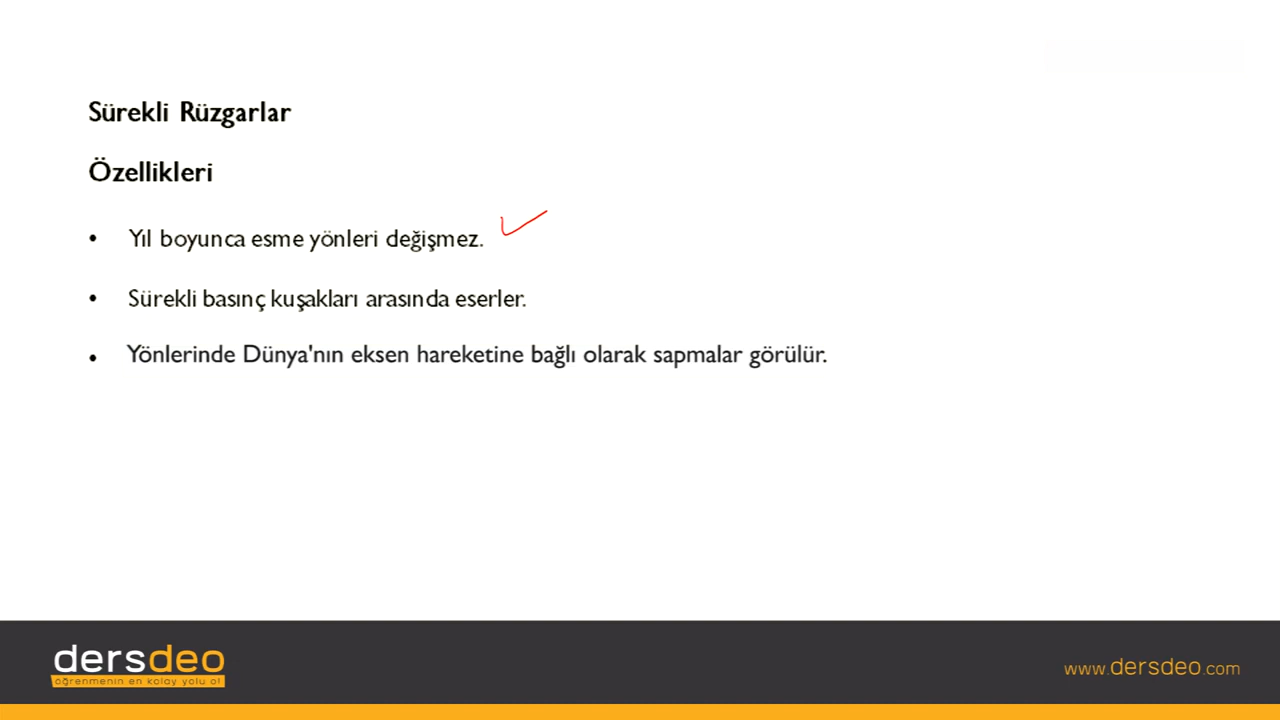 Sürekli Rüzgarlar
Özellikleri
• Yıl boyunca esme yönleri değişmez.
• Sürekli basınç kuşakları arasında eserler.
• Yönlerinde Dünya'nın eksen hareketine bağlı olarak sapmalar görülür.
dersdeo
öğrenmenin en kolay yolu o!
www.dersdeo.com